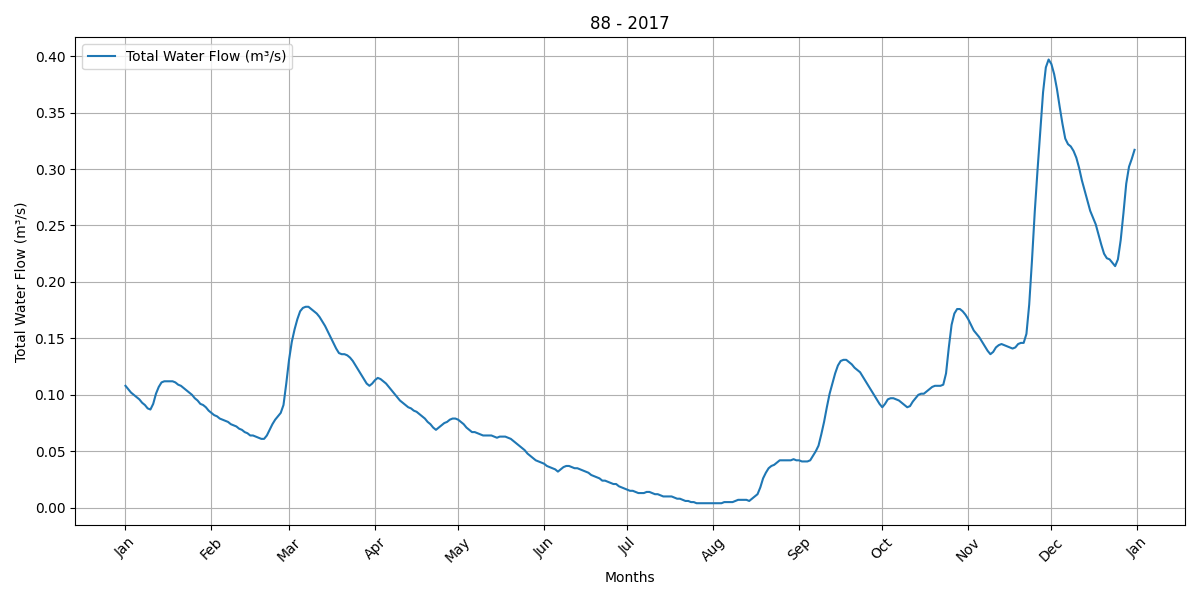 88 - 2017
Total Water Flow (m³/s)
0.40
0.35
0.30
0.25
0.20
0.15
0.10
0.05
0.00
Total Water Flow (m³/s)
Jan
Feb
Mar
Apr
May
Jun
Jul
Aug
Sep
Oct
Nov
Dec
Jan
Months